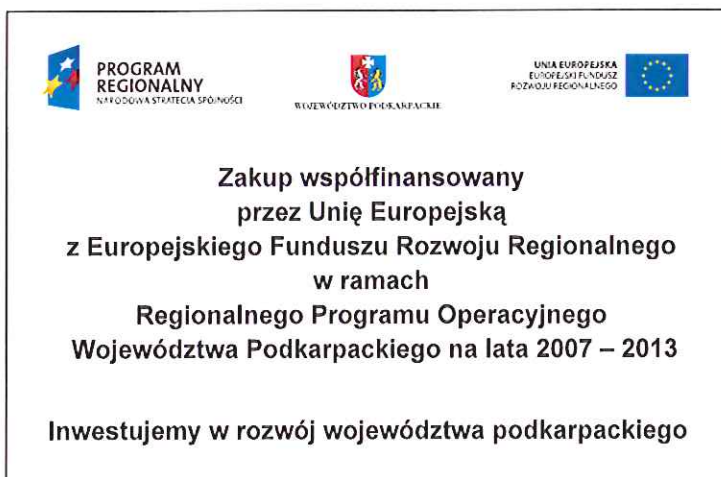 PROGRAM
REGIONALNY
NARODOWA STRATEGIA SPÓJNOŚCI
WOJEWÓDZTWO PODKARPACKIE
UNIA EUROPEJSKA
EUROPEJSKI FUNDUSZ
ROZWOJU REGIONALNEGO
Zakup współfinansowany
przez Unię Europejską
z Europejskiego Funduszu Rozwoju Regionalnego
w ramach
Regionalnego Programu Operacyjnego
Województwa Podkarpackiego na lata 2007 – 2013
Inwestujemy w rozwój województwa podkarpackiego